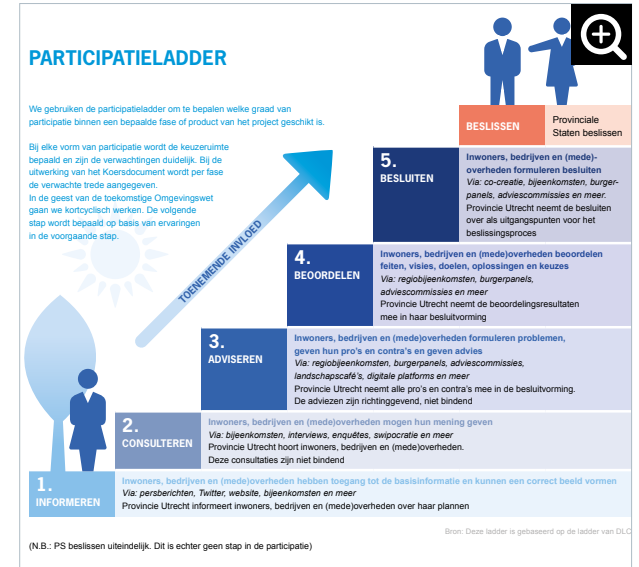 PARTICIPATIELADDER
We gebruiken de participatieladder om te bepalen welke graad van
participatie binnen een bepaalde fase of product van het project geschikt is.
Bij elke vorm van participatie wordt de keuzeruimte
bepaald en zijn de verwachtingen duidelijk. Bij de
uitwerking van het Koersdocument wordt per fase
de verwachte trede aangegeven.
In de geest van de toekomstige Omgevingswet
gaan we kortcyclisch werken. De volgende
stap wordt bepaald op basis van ervaringen
in de voorgaande stap.
TOENEMENDE INVLOED
BESLISSEN
Provinciale
Staten beslissen
5.
BESLUITEN
Inwoners, bedrijven en (mede)-
overheden formuleren besluiten
Via: co-creatie, bijeenkomsten, burger-
panels, adviescommissies en meer.
Provincie Utrecht neemt de besluiten
over als uitgangspunten voor het
beslissingsproces
4.
BEOORDELEN
Inwoners, bedrijven en (mede)overheden beoordelen
feiten, visies, doelen, oplossingen en keuzes
Via: regiobijeenkomsten, burgerpanels,
adviescommissies en meer
Provincie Utrecht neemt de beoordelingsresultaten
mee in haar besluitvorming
3.
ADVISEREN
Inwoners, bedrijven en (mede)overheden formuleren problemen,
geven hun pro's en contra's en geven advies
Via: regiobijeenkomsten, burgerpanels, adviescommissies,
landschapscafé's, digitale platforms en meer
Provincie Utrecht neemt alle pro's en contra's mee in de besluitvorming.
De adviezen zijn richtinggevend, niet bindend
2.
CONSULTEREN
Inwoners, bedrijven en (mede)overheden mogen hun mening geven
Via: bijeenkomsten, interviews, enquêtes, swipocratie en meer
Provincie Utrecht hoort inwoners, bedrijven en (mede)overheden.
Deze consultaties zijn niet bindend
1.
INFORMEREN
Inwoners, bedrijven en (mede)overheden hebben toegang tot de basisinformatie en kunnen een correct beeld vormen
Via: persberichten, Twitter, website, bijeenkomsten en meer
Provincie Utrecht informeert inwoners, bedrijven en (mede)overheden over haar plannen
Bron: Deze ladder is gebaseerd op de ladder van DLC
(N.B.: PS beslissen uiteindelijk. Dit is echter geen stap in de participatie)